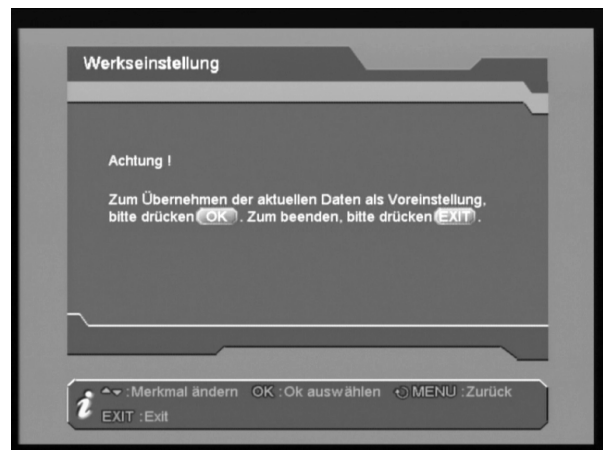 Werkseinstellung
Achtung !
Zum Übernehmen der aktuellen Daten als Voreinstellung,
bitte drücken OK . Zum beenden, bitte drücken EXIT .
:Merkmal ändern OK :Ok auswählen MENU :Zurück
EXIT :Exit